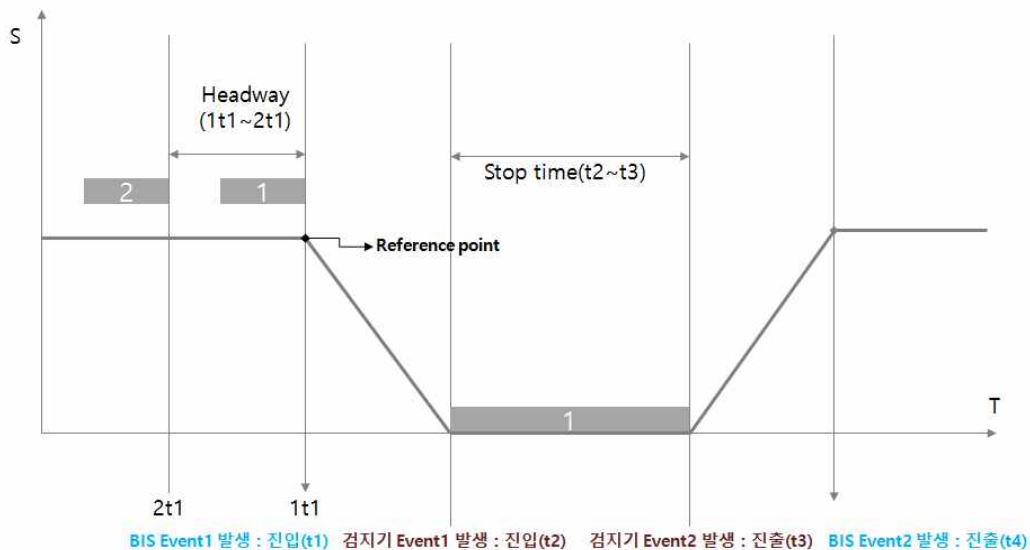 S
Headway
(1t1~2t1)
Stop time(t2~t3)
2
1
Reference point
1
T
2t1
1t1
BIS Event1 발생 : 진입(t1)
검지기 Event1 발생 : 진입(t2)
검지기 Event2 발생 : 진출(t3)
BIS Event2 발생 : 진출(t4)